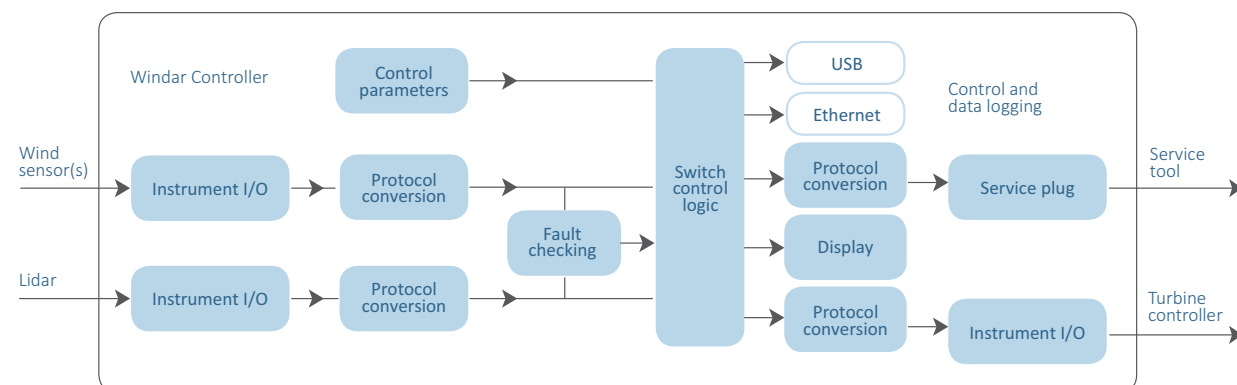 Windar Controller
Control
parameters
USB
Ethernet
Control and
data logging
Wind
sensor(s)
Instrument I/O
Protocol
conversion
Fault
checking
Switch
control
logic
Protocol
conversion
Service plug
Service
tool
Display
Lidar
Instrument I/O
Protocol
conversion
Protocol
conversion
Instrument I/O
Turbine
controller